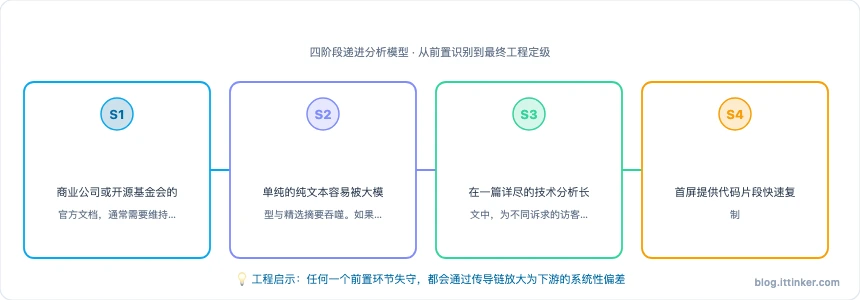 四阶段递进分析模型 · 从前置识别到最终工程定级
S1
商业公司或开源基金会的
官方文档，通常需要维持...
S2
单纯的纯文本容易被大模
型与精选摘要吞噬。如果...
S3
在一篇详尽的技术分析长
文中，为不同诉求的访客...
S4
首屏提供代码片段快速复
制
💡 工程启示：任何一个前置环节失守，都会通过传导链放大为下游的系统性偏差
blog.ittinker.com